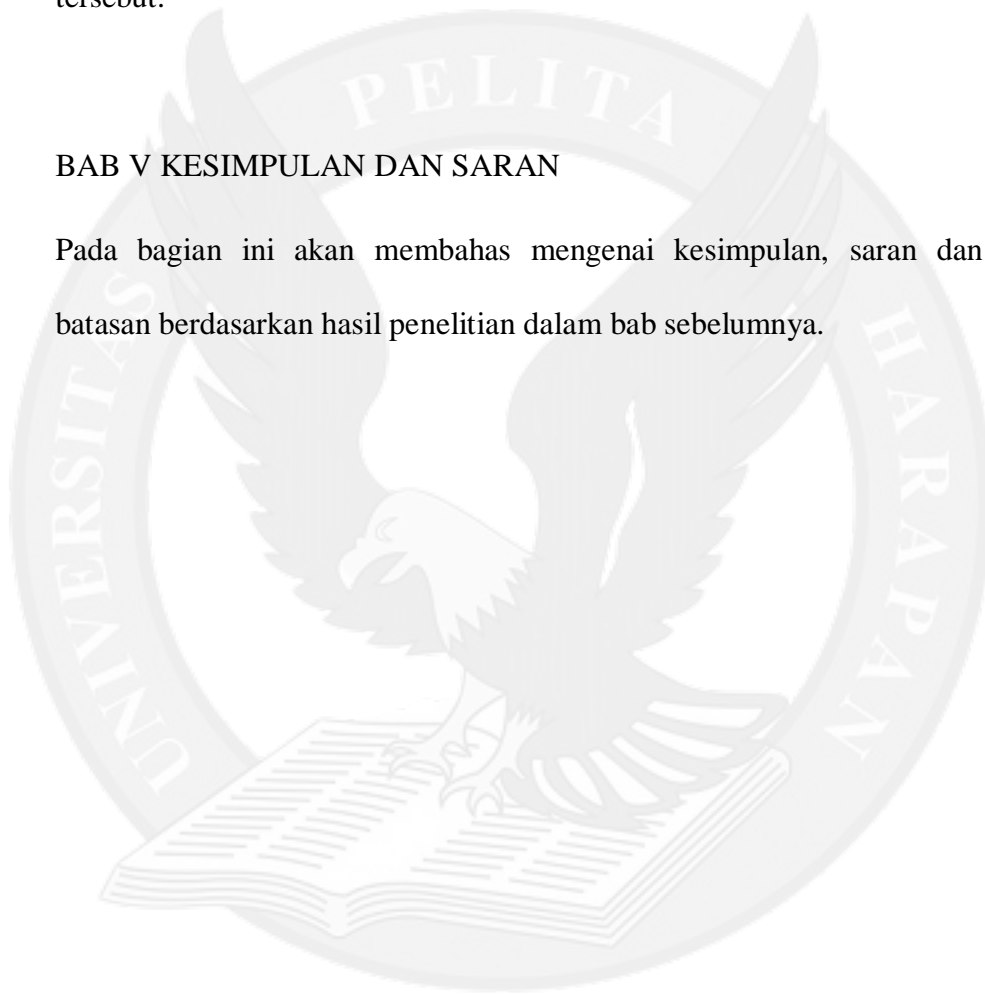 tersebut.
BAB V KESIMPULAN DAN SARAN
Pada bagian ini akan membahas mengenai kesimpulan, saran dan
batasan berdasarkan hasil penelitian dalam bab sebelumnya.
UNIVERSITAS PELITA HARAPAN